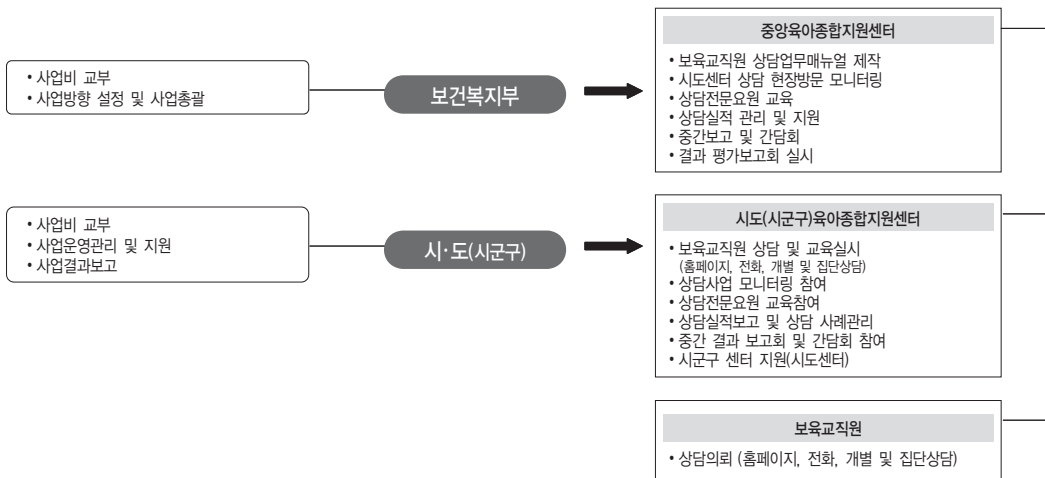 중앙육아종합지원센터
• 보육교직원 상담업무매뉴얼 제작
• 시도센터 상담 현장방문 모니터링
• 상담전문요원 교육
• 상담실적 관리 및 지원
• 중간보고 및 간담회
• 결과 평가보고회 실시
• 사업비 교부
• 사업방향 설정 및 사업총괄
보건복지부
시도(시군구)육아종합지원센터
• 보육교직원 상담 및 교육실시
(홈페이지, 전화, 개별 및 집단상담)
• 상담사업 모니터링 참여
• 상담전문요원 교육참여
• 상담실적보고 및 상담 사례관리
• 중간 결과 보고회 및 간담회 참여
• 시군구 센터 지원(시도센터)
• 사업비 교부
• 사업운영관리 및 지원
• 사업결과보고
시·도(시군구)
보육교직원
• 상담의뢰 (홈페이지, 전화, 개별 및 집단상담)